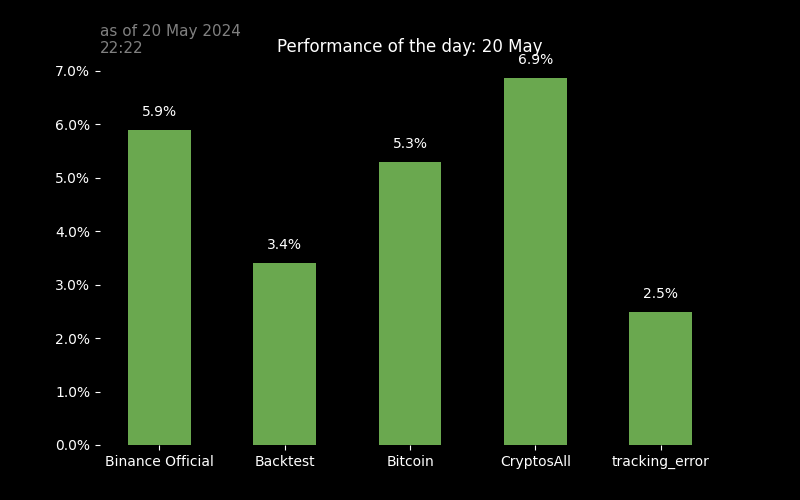 as of 20 May 2024
22:22
Performance of the day: 20 May
7.0%
6.0%
5.0%
4.0%
3.0%
2.0%
1.0%
0.0%
5.9%
3.4%
5.3%
6.9%
2.5%
Binance Official
Backtest
Bitcoin
CryptosAll
tracking_error